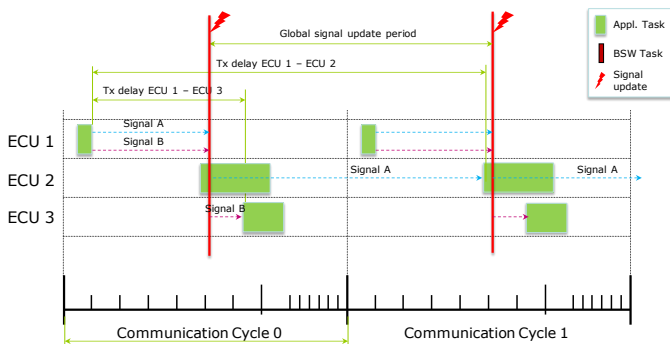 Global signal update period
Appl. Task
BSW Task
Signal
update
Tx delay ECU 1 – ECU 2
Tx delay ECU 1 – ECU 3
ECU 1
Signal A
Signal B
ECU 2
Signal A
Signal A
ECU 3
Signal B
Communication Cycle 0
Communication Cycle 1